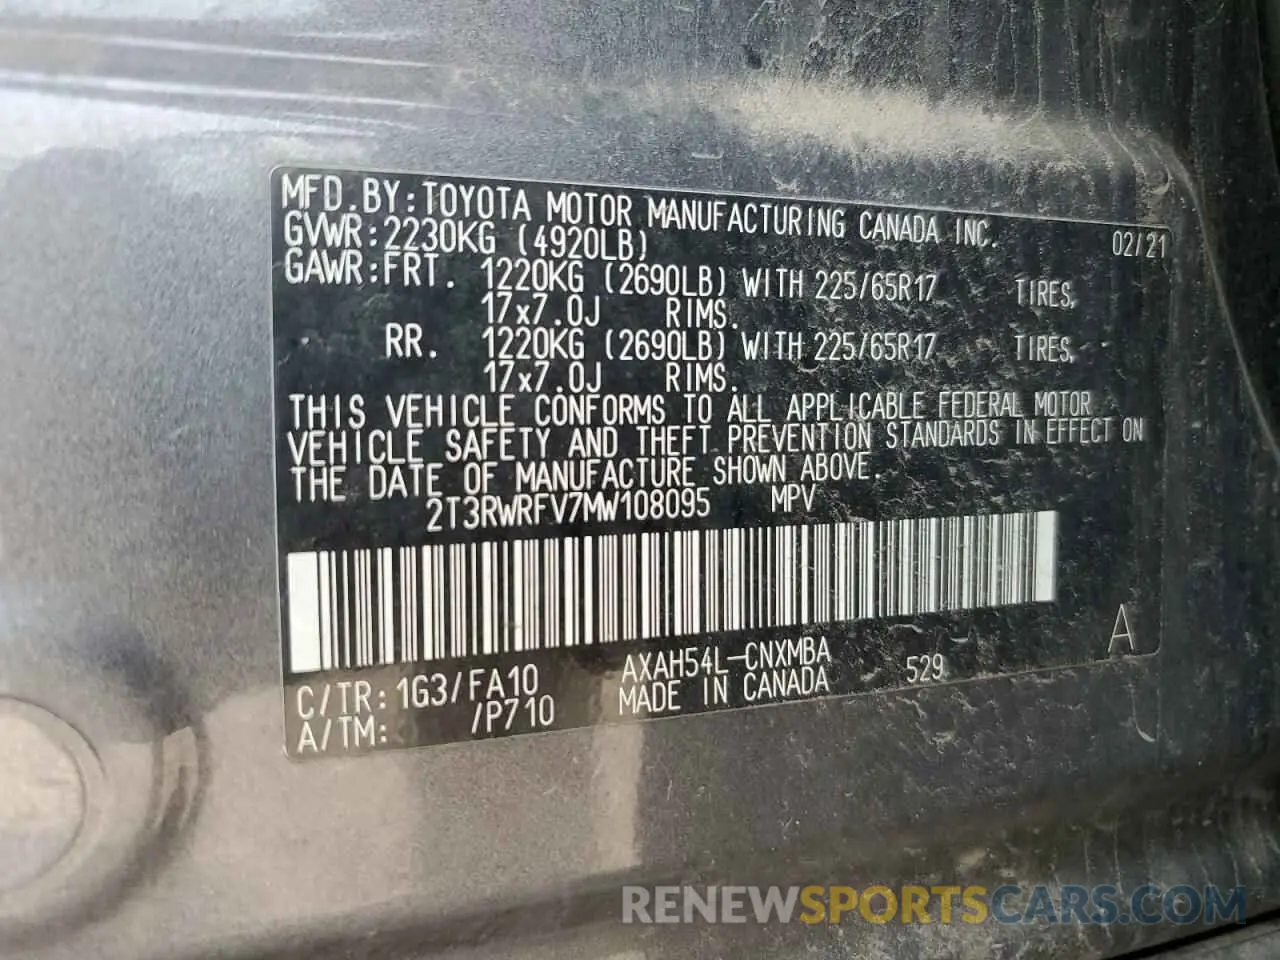 MFD.BY:TOYOTA MOTOR MANUFACTURING CANADA INC. 02/21
GVWR:2230KG (4920LB)
GAWR:FRT. 1220KG (2690LB) WITH 225/65R17 TIRES,
17x7.0J RIMS.
RR. 1220KG (2690LB) WITH 225/65R17 TIRES,
17x7.0J RIMS.
THIS VEHICLE CONFORMS TO ALL APPLICABLE FEDERAL MOTOR
VEHICLE SAFETY AND THEFT PREVENTION STANDARDS IN EFFECT ON
THE DATE OF MANUFACTURE SHOWN ABOVE.
2T3RWRFV7MW108095 MPV
C/TR:1G3/FA10 AXAH54L-CNXMBA 529 A
A/TM: /P710 MADE IN CANADA
RENEWSPORTSCARS.COM